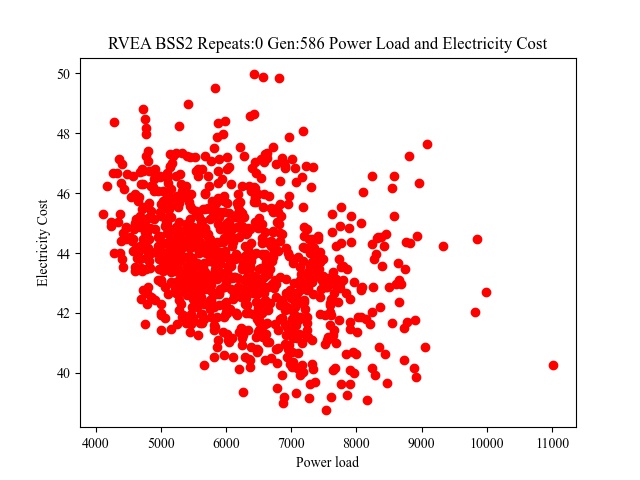 RVEA BSS2 Repeats:0 Gen:586 Power Load and Electricity Cost
50
48
46
44
42
40
Electricity Cost
4000 5000 6000 7000 8000 9000 10000 11000
Power load